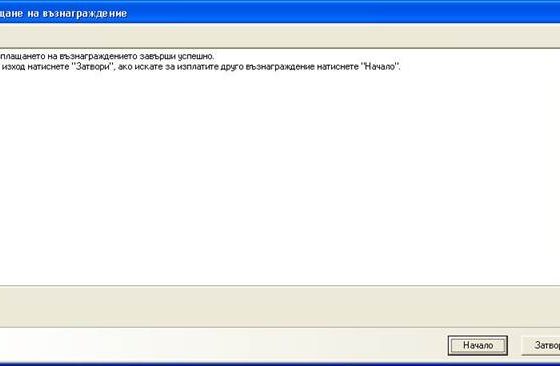 щане на възнаграждение
плащането на възнаграждението завърши успешно.
изход натиснете "Затвори", ако искате за изплатите друго възнаграждение натиснете "Начало".
Начало
Затвор